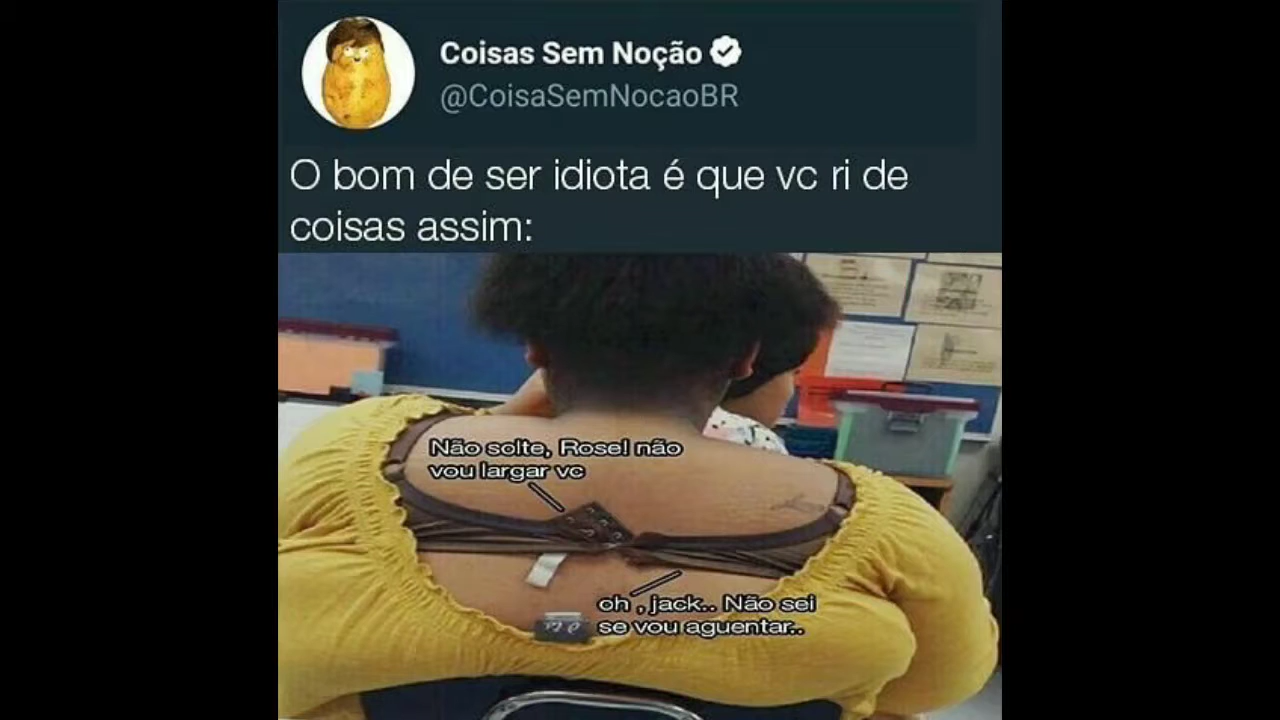 Coisas Sem Noção
@CoisaSemNocaoBR
O bom de ser idiota é que vc ri de
coisas assim:
Não solte, Rose! não
vou largar vc
oh , jack.. Não sei
se vou aguentar..